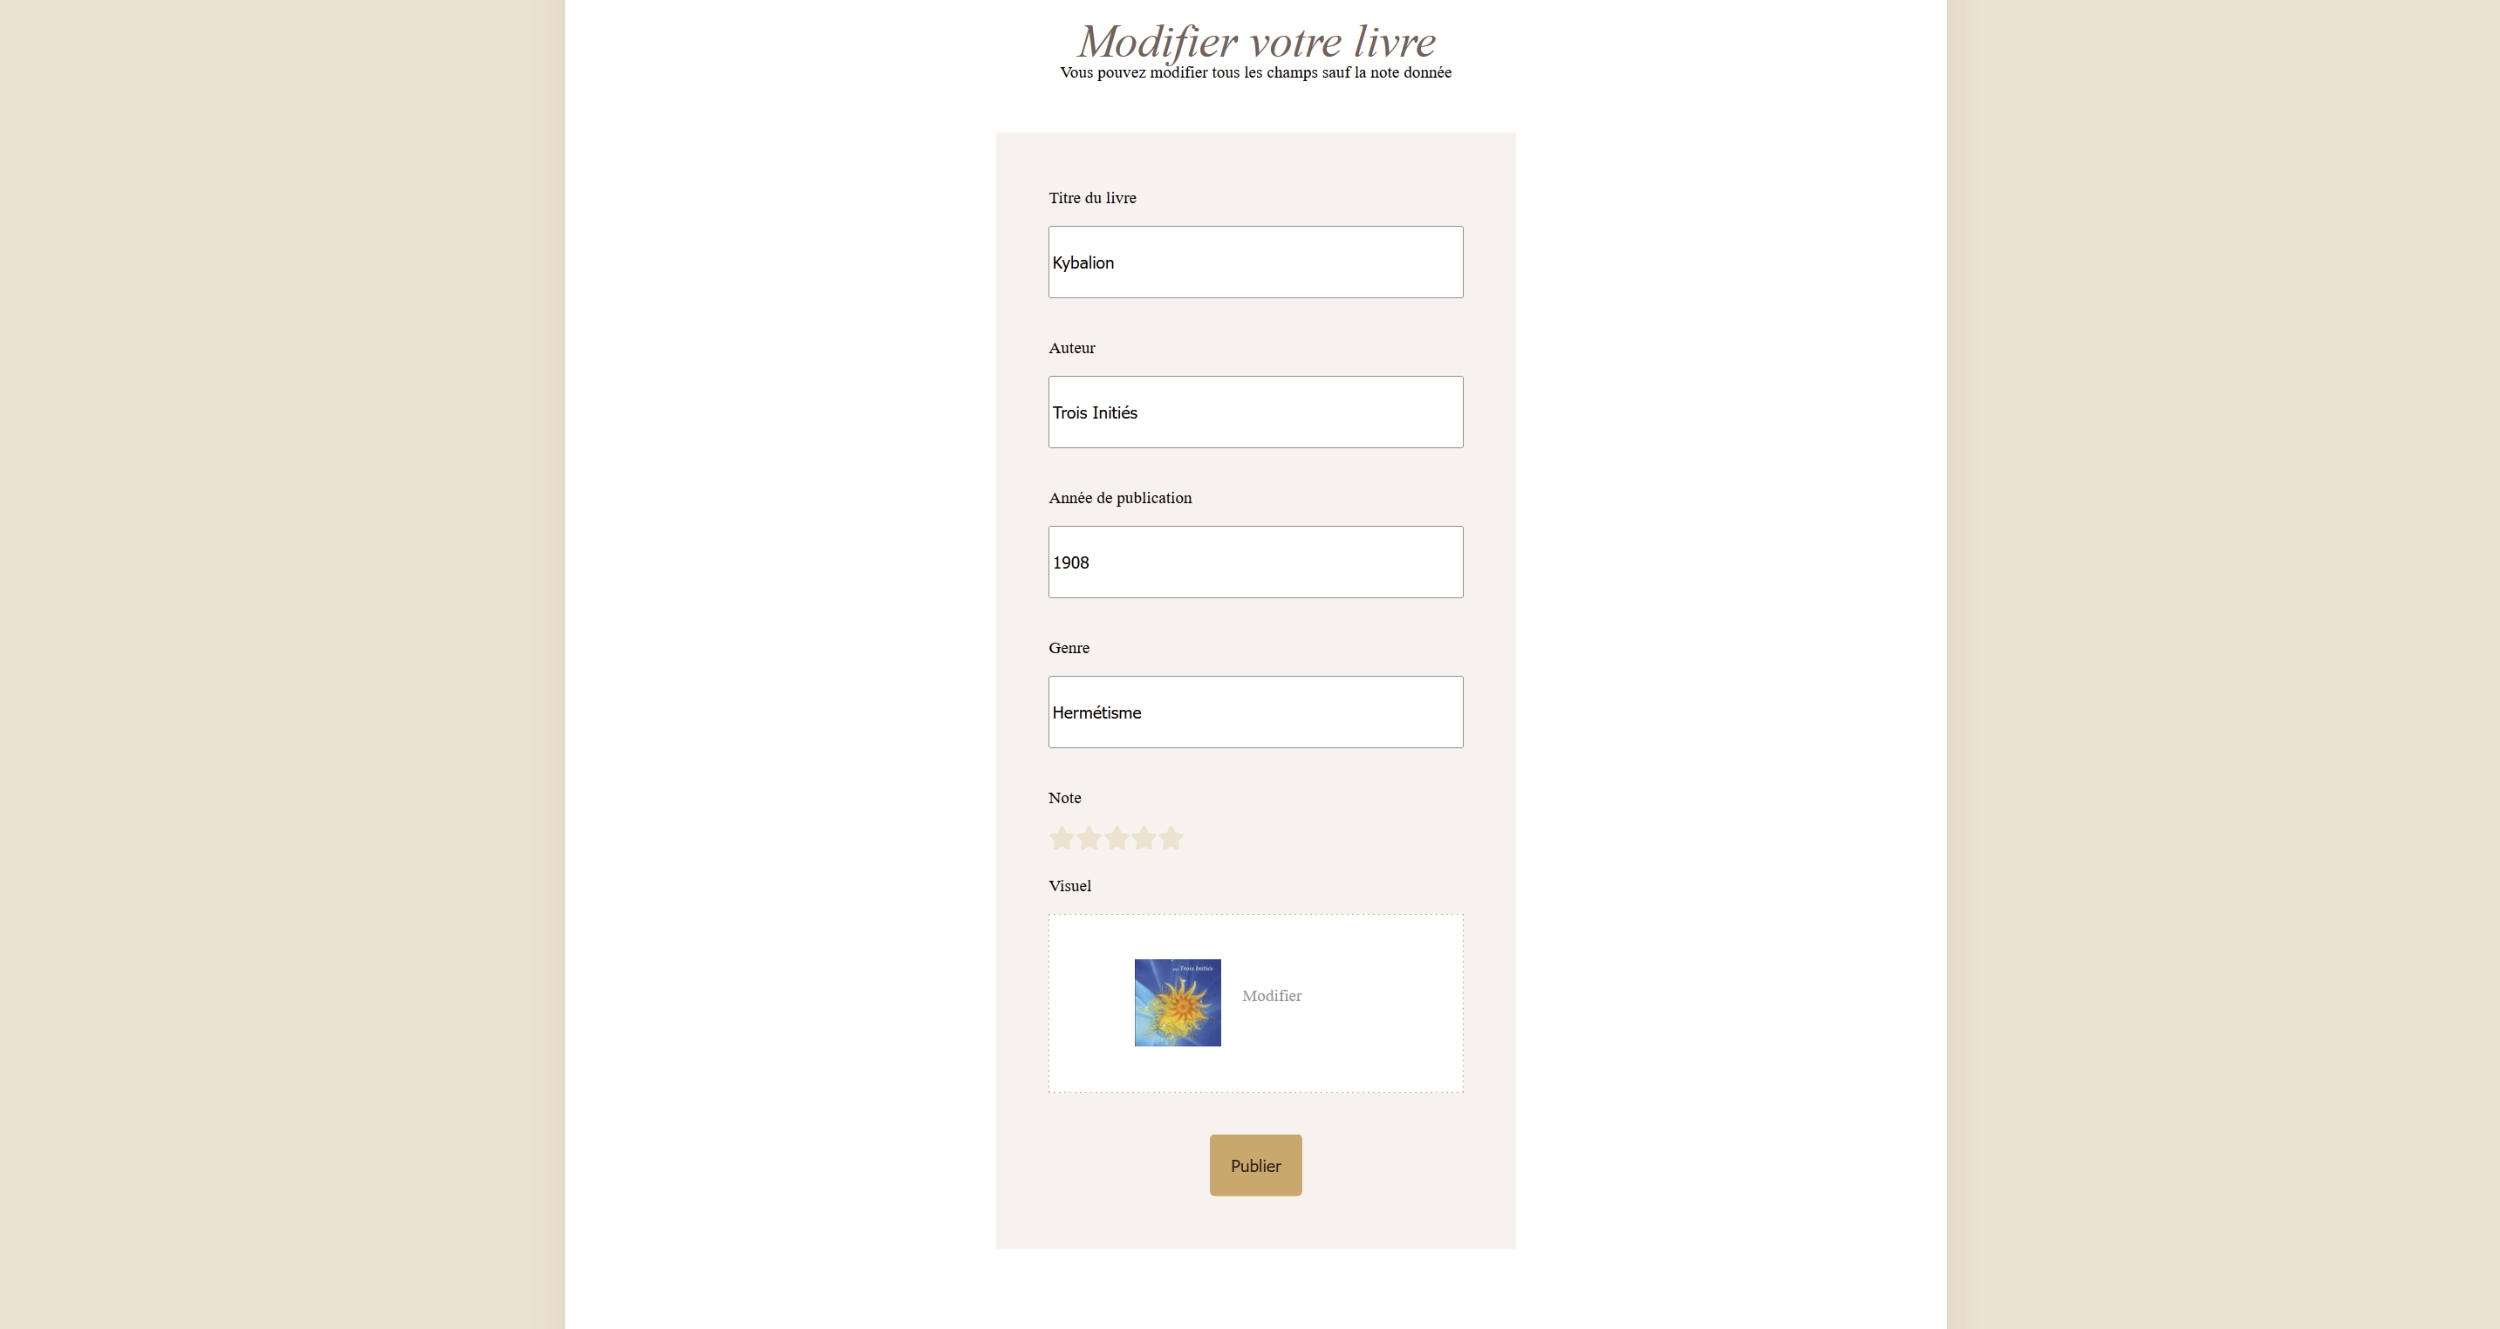 Modifier votre livre
Vous pouvez modifier tous les champs sauf la note donnée
Titre du livre
Kybalion
Auteur
Trois Initiés
Année de publication
1908
Genre
Hermétisme
Note
Visuel
Trois Initiés
Modifier
Publier